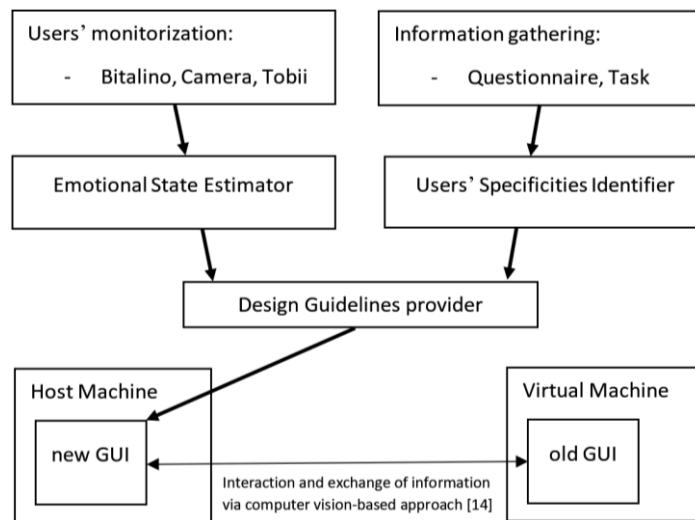 Users' monitorization:
- Bitalino, Camera, Tobii
Information gathering:
- Questionnaire, Task
Emotional State Estimator
Users' Specificities Identifier
Design Guidelines provider
Host Machine
new GUI
Virtual Machine
old GUI
Interaction and exchange of information
via computer vision-based approach [14]